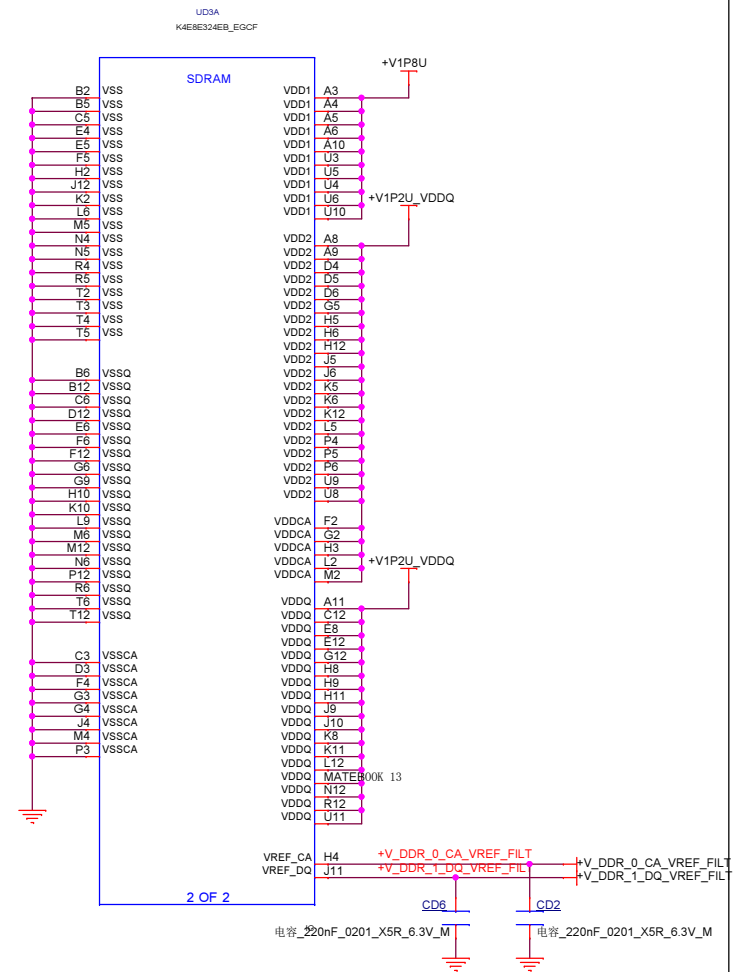 UD3A
K4E8E324EB_EGCF
SDRAM
+V1P8U
B2 VSS VDD1 A3
B5 VSS VDD1 A4
C5 VSS VDD1 A5
E4 VSS VDD1 A6
E5 VSS VDD1 A10
F5 VSS VDD1 U3
H2 VSS VDD1 U5
J12 VSS VDD1 U4
K2 VSS VDD1 U6 +V1P2U_VDDQ
L6 VSS VDD1 U10
M5 VSS
N4 VSS VDD2 A8
N5 VSS VDD2 A9
R4 VSS VDD2 D4
R5 VSS VDD2 D5
T2 VSS VDD2 D6
T3 VSS VDD2 G5
T4 VSS VDD2 H5
T5 VSS VDD2 H6
VDD2 H12
VDD2 J5
B6 VSSQ VDD2 J6
B12 VSSQ VDD2 K5
C6 VSSQ VDD2 K6
D12 VSSQ VDD2 K12
E6 VSSQ VDD2 L5
F6 VSSQ VDD2 P4
F12 VSSQ VDD2 P5
G6 VSSQ VDD2 P6
G9 VSSQ VDD2 U9
H10 VSSQ VDD2 U8
K10 VSSQ
L9 VSSQ VDDCA F2
M6 VSSQ VDDCA G2
M12 VSSQ VDDCA H3
N6 VSSQ VDDCA L2 +V1P2U_VDDQ
P12 VSSQ VDDCA M2
R6 VSSQ
T6 VSSQ VDDQ A11
T12 VSSQ VDDQ C12
VDDQ E8
VDDQ E12
C3 VSSCA VDDQ G12
D3 VSSCA VDDQ H8
F4 VSSCA VDDQ H9
G3 VSSCA VDDQ H11
G4 VSSCA VDDQ J9
J4 VSSCA VDDQ J10
M4 VSSCA VDDQ K8
P3 VSSCA VDDQ K11
VDDQ L12
VDDQ MATEBOOK 13
VDDQ N12
VDDQ R12
VDDQ U11
VREF_CA H4 +V_DDR_0_CA_VREF_FILT +V_DDR_0_CA_VREF_FILT
VREF_DQ J11 +V_DDR_1_DQ_VREF_FILT +V_DDR_1_DQ_VREF_FILT
2 OF 2
CD6 CD2
电容_220nF_0201_X5R_6.3V_M 电容_220nF_0201_X5R_6.3V_M